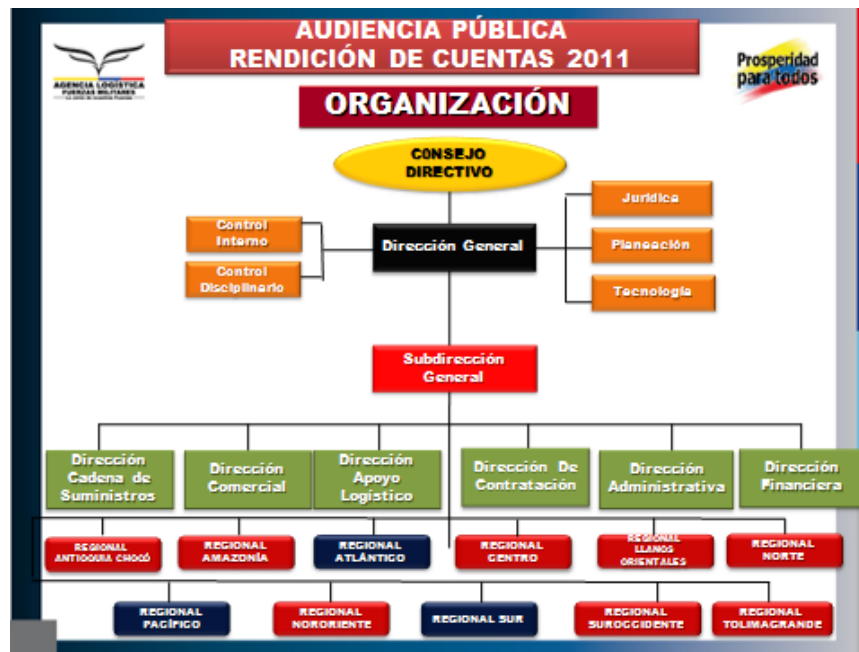 AUDIENCIA PÚBLICA
RENDICIÓN DE CUENTAS 2011
AGENCIA LOGÍSTICA
FUERZAS MILITARES
Prosperidad
para todos
ORGANIZACIÓN
CONSEJO
DIRECTIVO
Jurídica
Control
Interno
Dirección General
Planeación
Control
Disciplinario
Tecnología
Subdirección
General
Dirección
Cadena de
Suministros
Dirección
Comercial
Dirección
Apoyo
Logístico
Dirección De
Contratación
Dirección
Administrativa
Dirección
Financiera
REGIONAL
ANTIOQUIA CHOCÓ
REGIONAL
AMAZONÍA
REGIONAL
ATLÁNTICO
REGIONAL
CENTRO
REGIONAL
LLANOS
ORIENTALES
REGIONAL
NORTE
REGIONAL
PACÍFICO
REGIONAL
NORORIENTE
REGIONAL SUR
REGIONAL
SUROCCIDENTE
REGIONAL
TOLIMAGRANDE